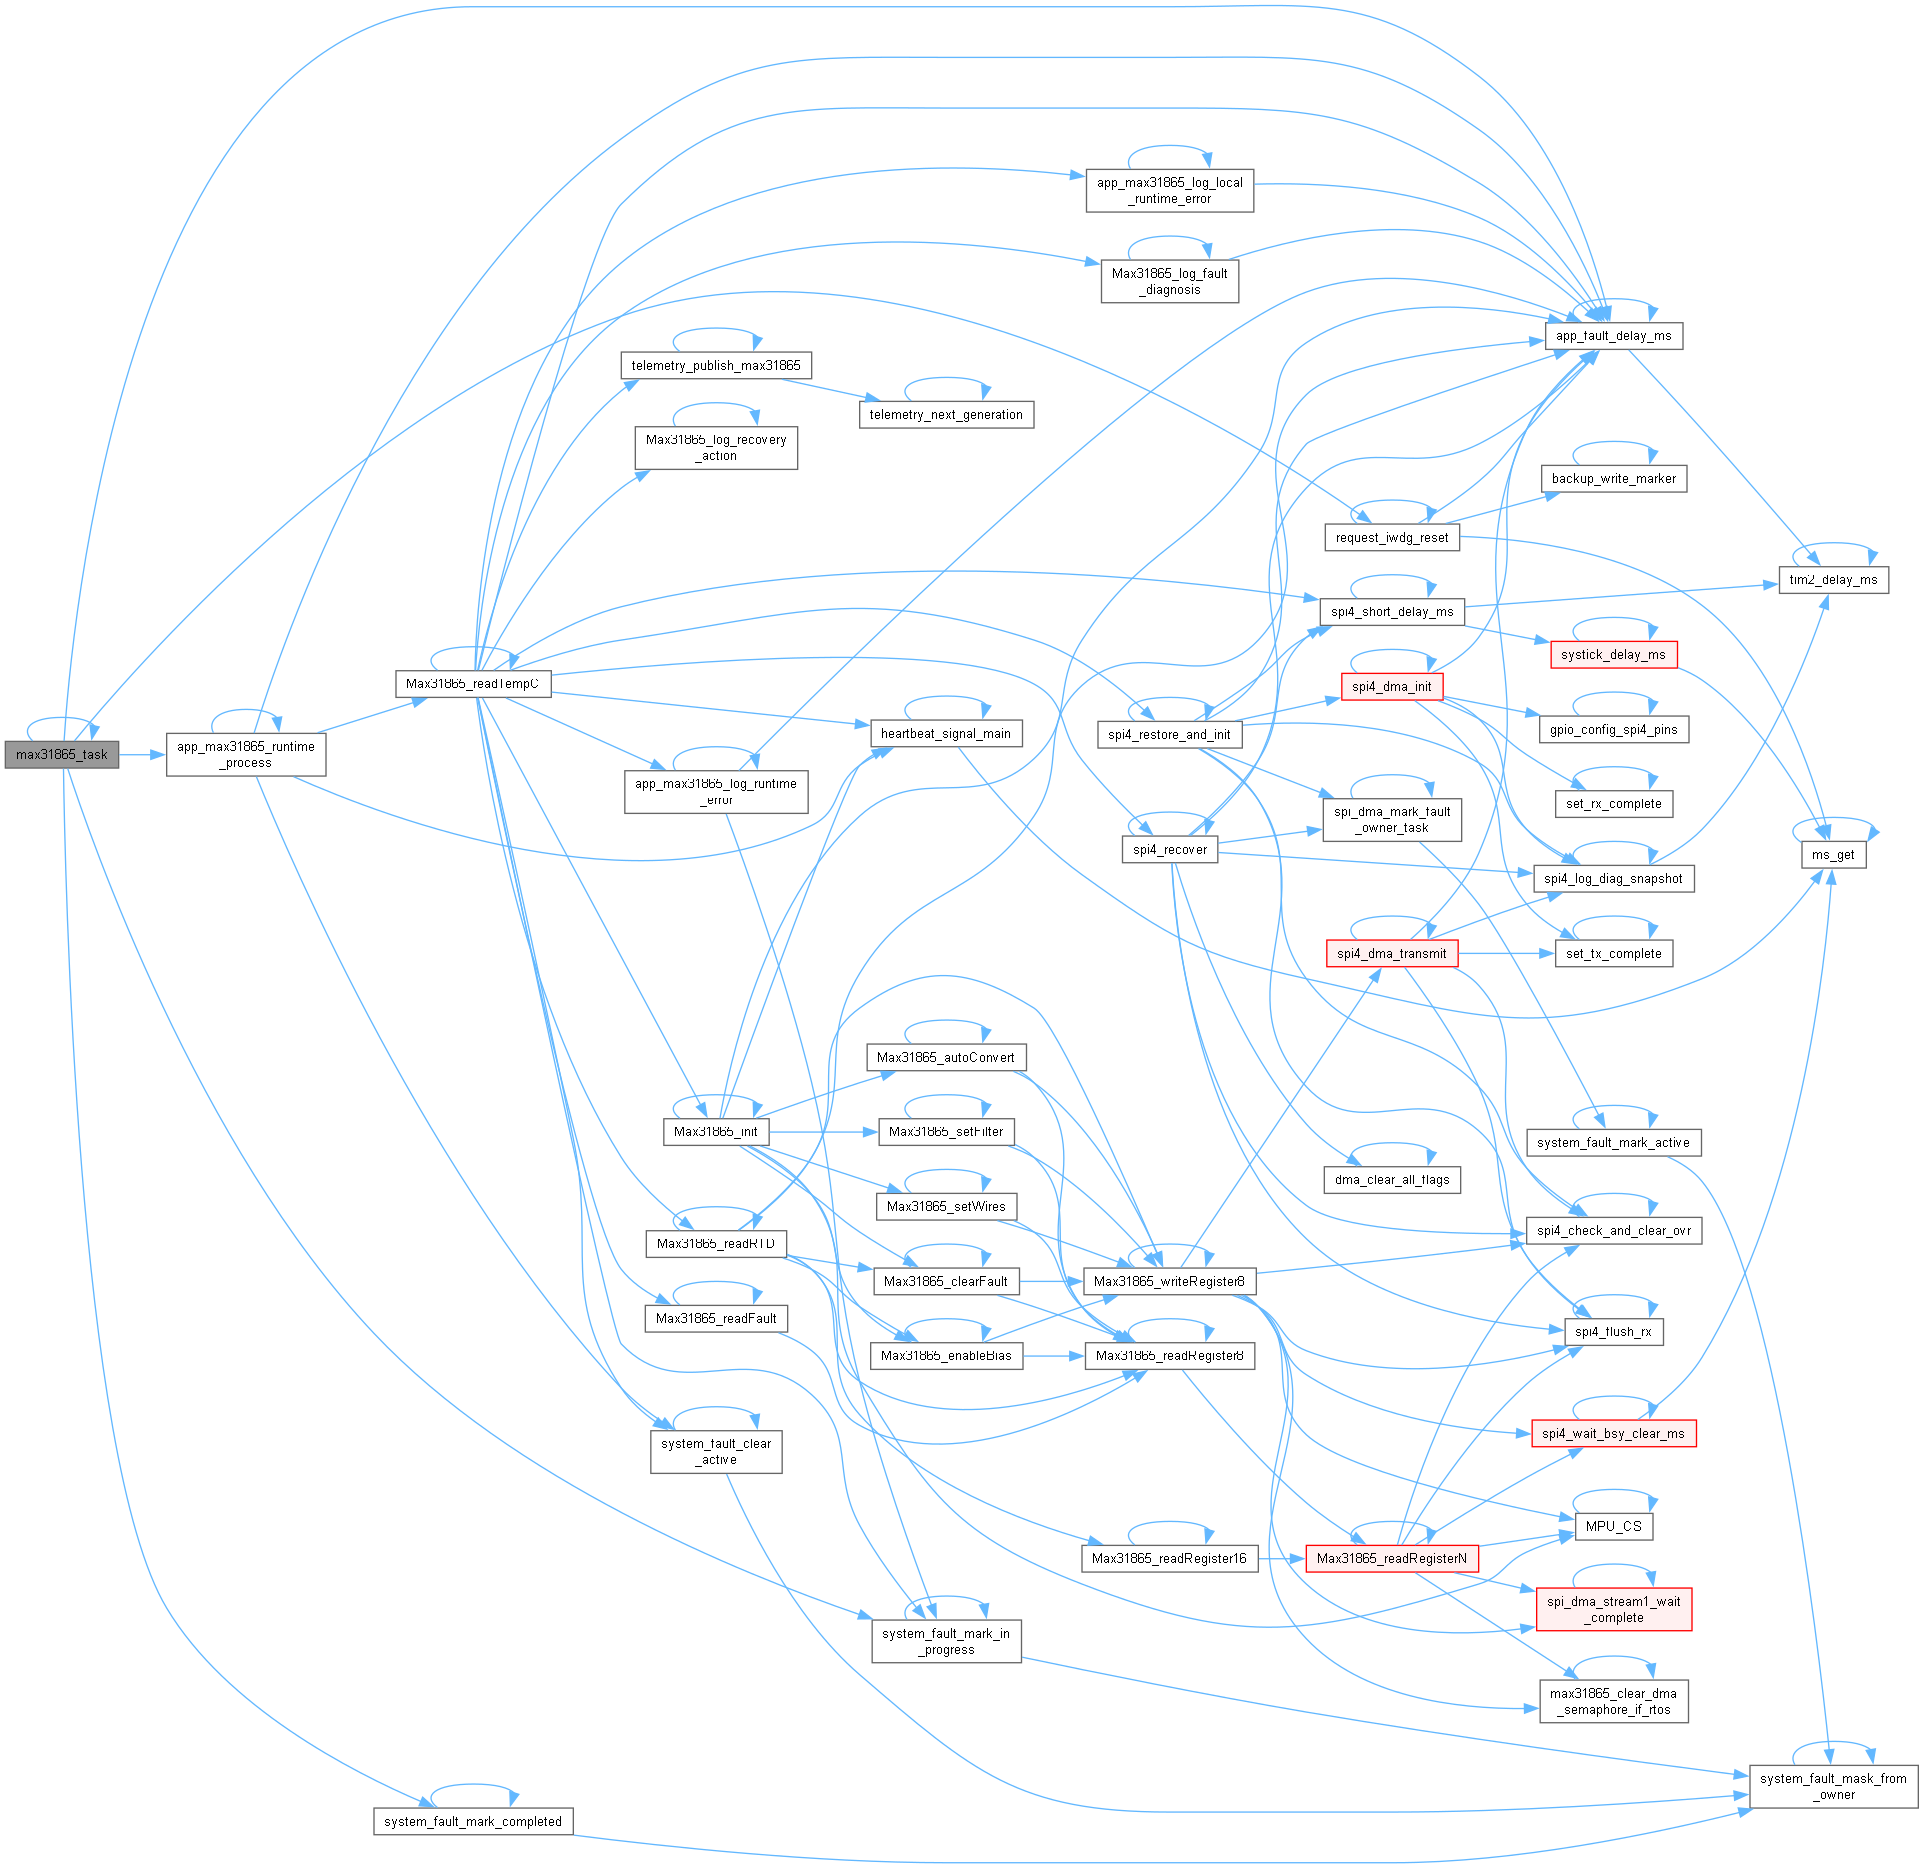 app_max31865_log_local
_runtime_error
Max31865_log_fault
_diagnosis
app_fault_delay_ms
telemetry_publish_max31865
telemetry_next_generation
Max31865_log_recovery
_action
backup_write_marker
request_iwdg_reset
tim2_delay_ms
spi4_short_delay_ms
systick_delay_ms
Max31865_readTempC
spi4_dma_init
gpio_config_spi4_pins
heartbeat_signal_main
spi4_restore_and_init
max31865_task
app_max31865_runtime
_process
app_max31865_log_runtime
_error
set_rx_complete
spi_dma_mark_fault
_owner_task
spi4_recover
ms_get
spi4_log_diag_snapshot
spi4_dma_transmit
set_tx_complete
Max31865_autoConvert
Max31865_init
Max31865_setFilter
system_fault_mark_active
dma_clear_all_flags
Max31865_setWires
Max31865_readRTD
spi4_check_and_clear_ovr
Max31865_clearFault
Max31865_writeRegister8
Max31865_readFault
spi4_flush_rx
Max31865_enableBias
Max31865_readRegister8
spi4_wait_bsy_clear_ms
system_fault_clear
_active
MPU_CS
Max31865_readRegister16
Max31865_readRegisterN
spi_dma_stream1_wait
_complete
system_fault_mark_in
_progress
max31865_clear_dma
_semaphore_if_rtos
system_fault_mask_from
_owner
system_fault_mark_completed